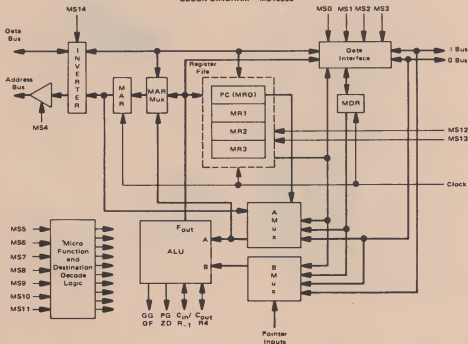 MS14
MS0 MS1 MS2 MS3
Data Bus
INVERTER
Address Bus
MS4
MAR
MAR Mux
Register File
PC (MR0)
MR1
MR2
MR3
Data Interface
I Bus
O Bus
MDR
MS12
MS13
Clock
A Mux
Fout
ALU
A
B
B Mux
MS5
MS6
MS7
MS8
MS9
MS10
MS11
Micro Function and Destination Decode Logic
GG OF
PG ZD
Cin/ R-1
Cout R4
Pointer Inputs